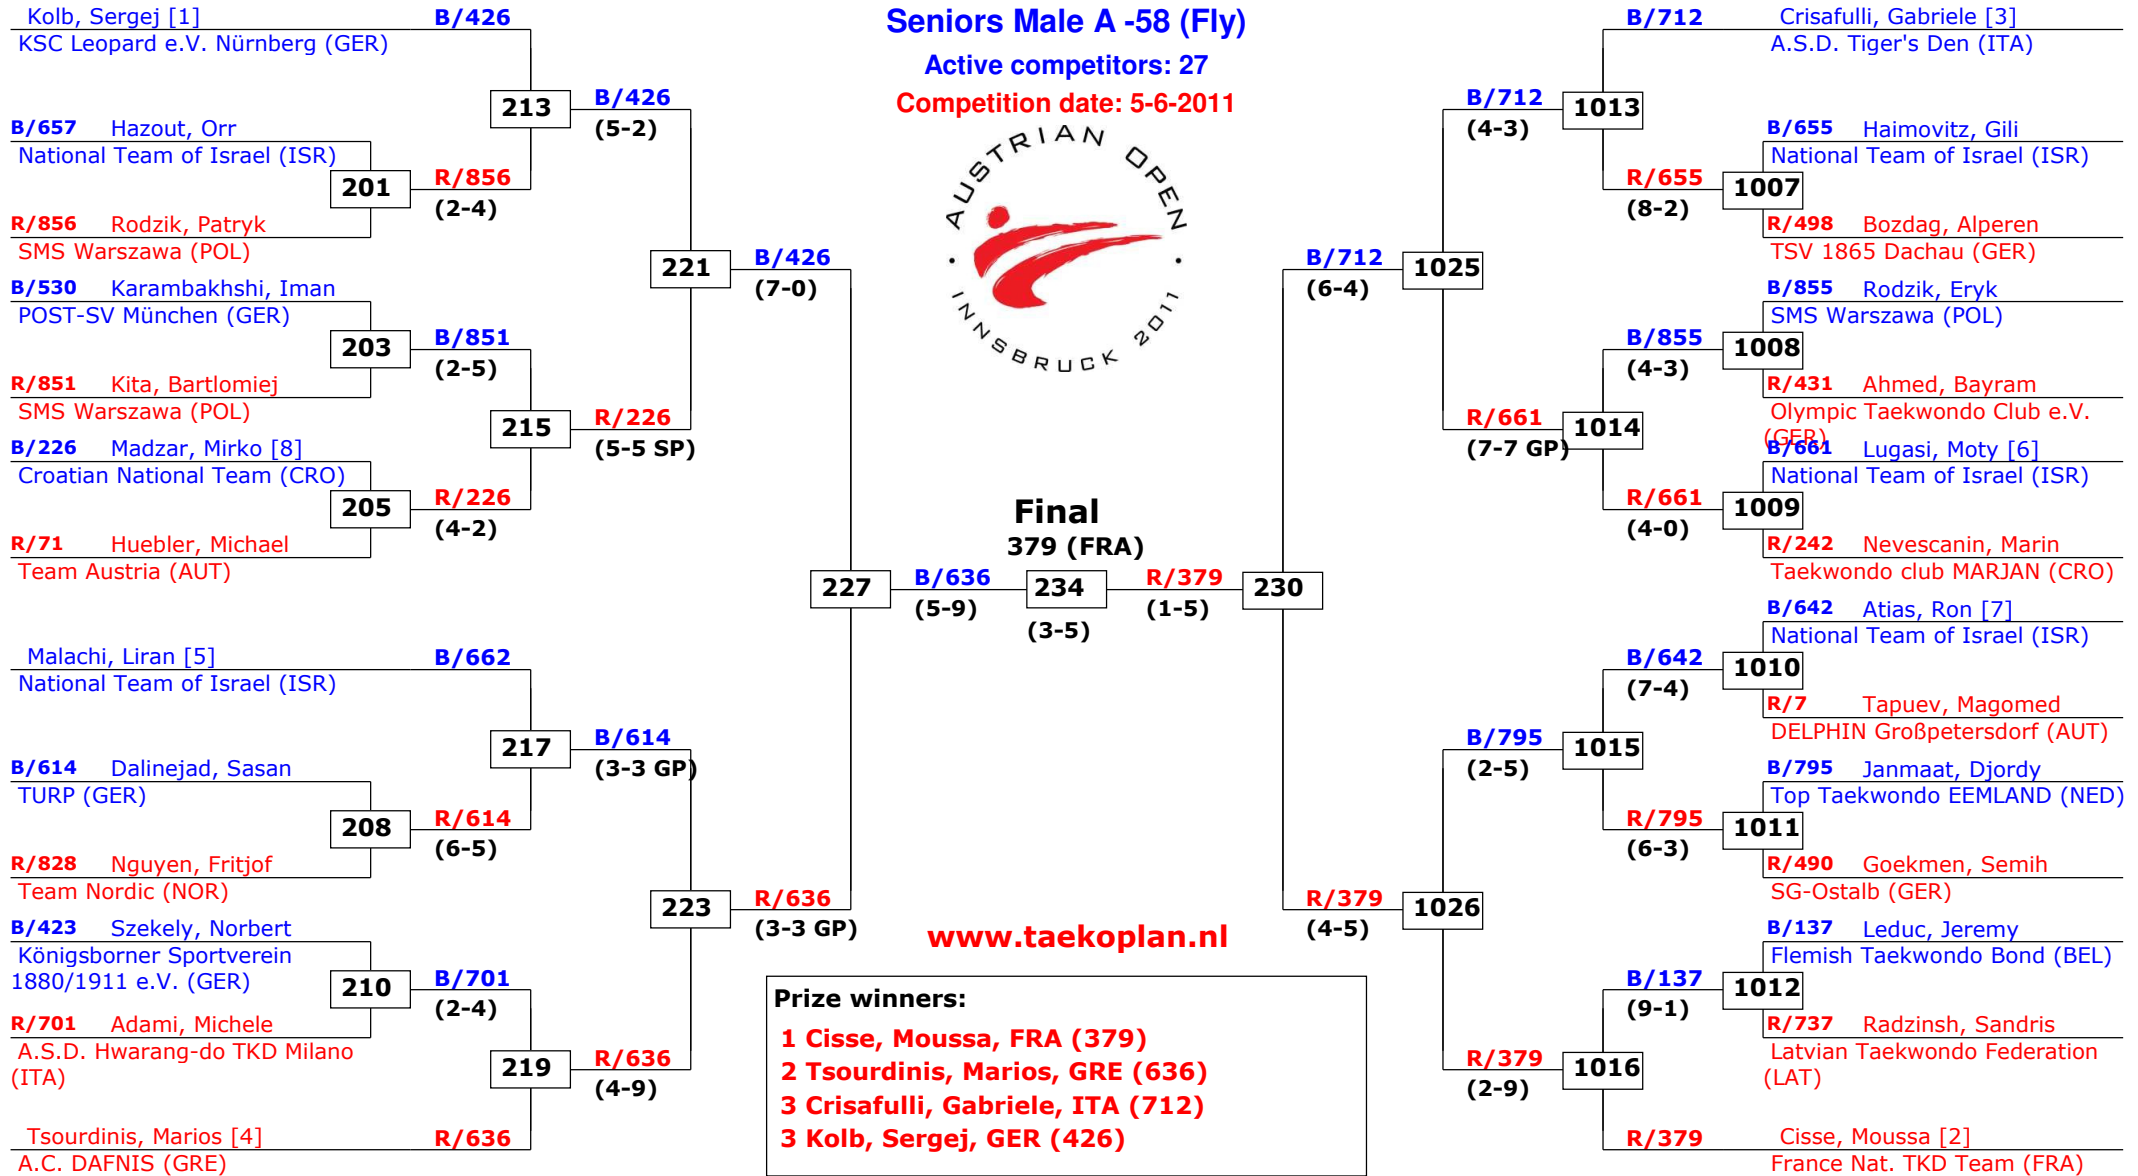 Seniors Male A -58 (Fly)
Active competitors: 27
Competition date: 5-6-2011
AUSTRIAN OPEN
· INNSBRUCK 2011 ·
Kolb, Sergej [1]
B/426
KSC Leopard e.V. Nürnberg (GER)
213
B/426
(5-2)
B/657 Hazout, Orr
National Team of Israel (ISR)
201
R/856
(2-4)
R/856 Rodzik, Patryk
SMS Warszawa (POL)
221
B/426
(7-0)
B/530 Karambakhshi, Iman
POST-SV München (GER)
203
B/851
(2-5)
R/851 Kita, Bartlomiej
SMS Warszawa (POL)
215
R/226
(5-5 SP)
B/226 Madzar, Mirko [8]
Croatian National Team (CRO)
205
R/226
(4-2)
R/71 Huebler, Michael
Team Austria (AUT)
227
B/636
(5-9)
Malachi, Liran [5]
B/662
National Team of Israel (ISR)
217
B/614
(3-3 GP)
B/614 Dalinejad, Sasan
TURP (GER)
208
R/614
(6-5)
R/828 Nguyen, Fritjof
Team Nordic (NOR)
223
R/636
(3-3 GP)
B/423 Szekely, Norbert
Königsborner Sportverein
1880/1911 e.V. (GER)
210
B/701
(2-4)
R/701 Adami, Michele
A.S.D. Hwarang-do TKD Milano
(ITA)
219
R/636
(4-9)
Tsourdinis, Marios [4]
R/636
A.C. DAFNIS (GRE)
Final
379 (FRA)
234
(3-5)
R/379
(1-5)
230
B/712
Crisafulli, Gabriele [3]
A.S.D. Tiger's Den (ITA)
B/712
(4-3)
1013
B/655 Haimovitz, Gili
National Team of Israel (ISR)
R/655
(8-2)
1007
R/498 Bozdag, Alperen
TSV 1865 Dachau (GER)
B/712
(6-4)
1025
B/855 Rodzik, Eryk
SMS Warszawa (POL)
B/855
(4-3)
1008
R/431 Ahmed, Bayram
Olympic Taekwondo Club e.V.
(GER)
R/661
(7-7 GP)
1014
B/661 Lugasi, Moty [6]
National Team of Israel (ISR)
R/661
(4-0)
1009
R/242 Nevescanin, Marin
Taekwondo club MARJAN (CRO)
B/642 Atias, Ron [7]
National Team of Israel (ISR)
B/642
(7-4)
1010
R/7 Tapuev, Magomed
DELPHIN Großpetersdorf (AUT)
B/795
(2-5)
1015
B/795 Janmaat, Djordy
Top Taekwondo EEMLAND (NED)
R/795
(6-3)
1011
R/490 Goekmen, Semih
SG-Ostalb (GER)
R/379
(4-5)
1026
B/137 Leduc, Jeremy
Flemish Taekwondo Bond (BEL)
B/137
(9-1)
1012
R/737 Radzinsh, Sandris
Latvian Taekwondo Federation
(LAT)
R/379
(2-9)
1016
R/379
Cisse, Moussa [2]
France Nat. TKD Team (FRA)
www.taekoplan.nl
Prize winners:
1 Cisse, Moussa, FRA (379)
2 Tsourdinis, Marios, GRE (636)
3 Crisafulli, Gabriele, ITA (712)
3 Kolb, Sergej, GER (426)